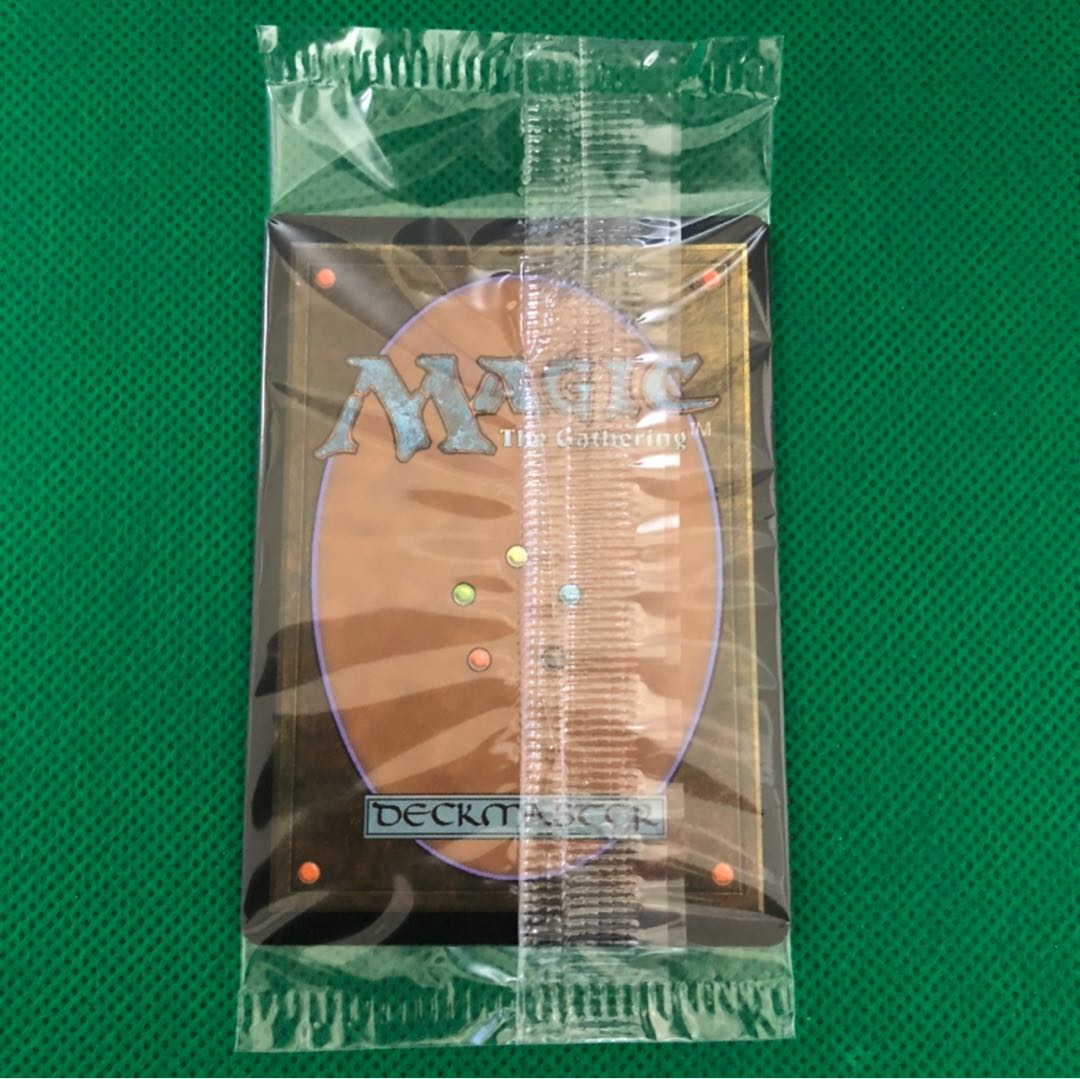 MAGIC
The Gathering™
DECKMASTER